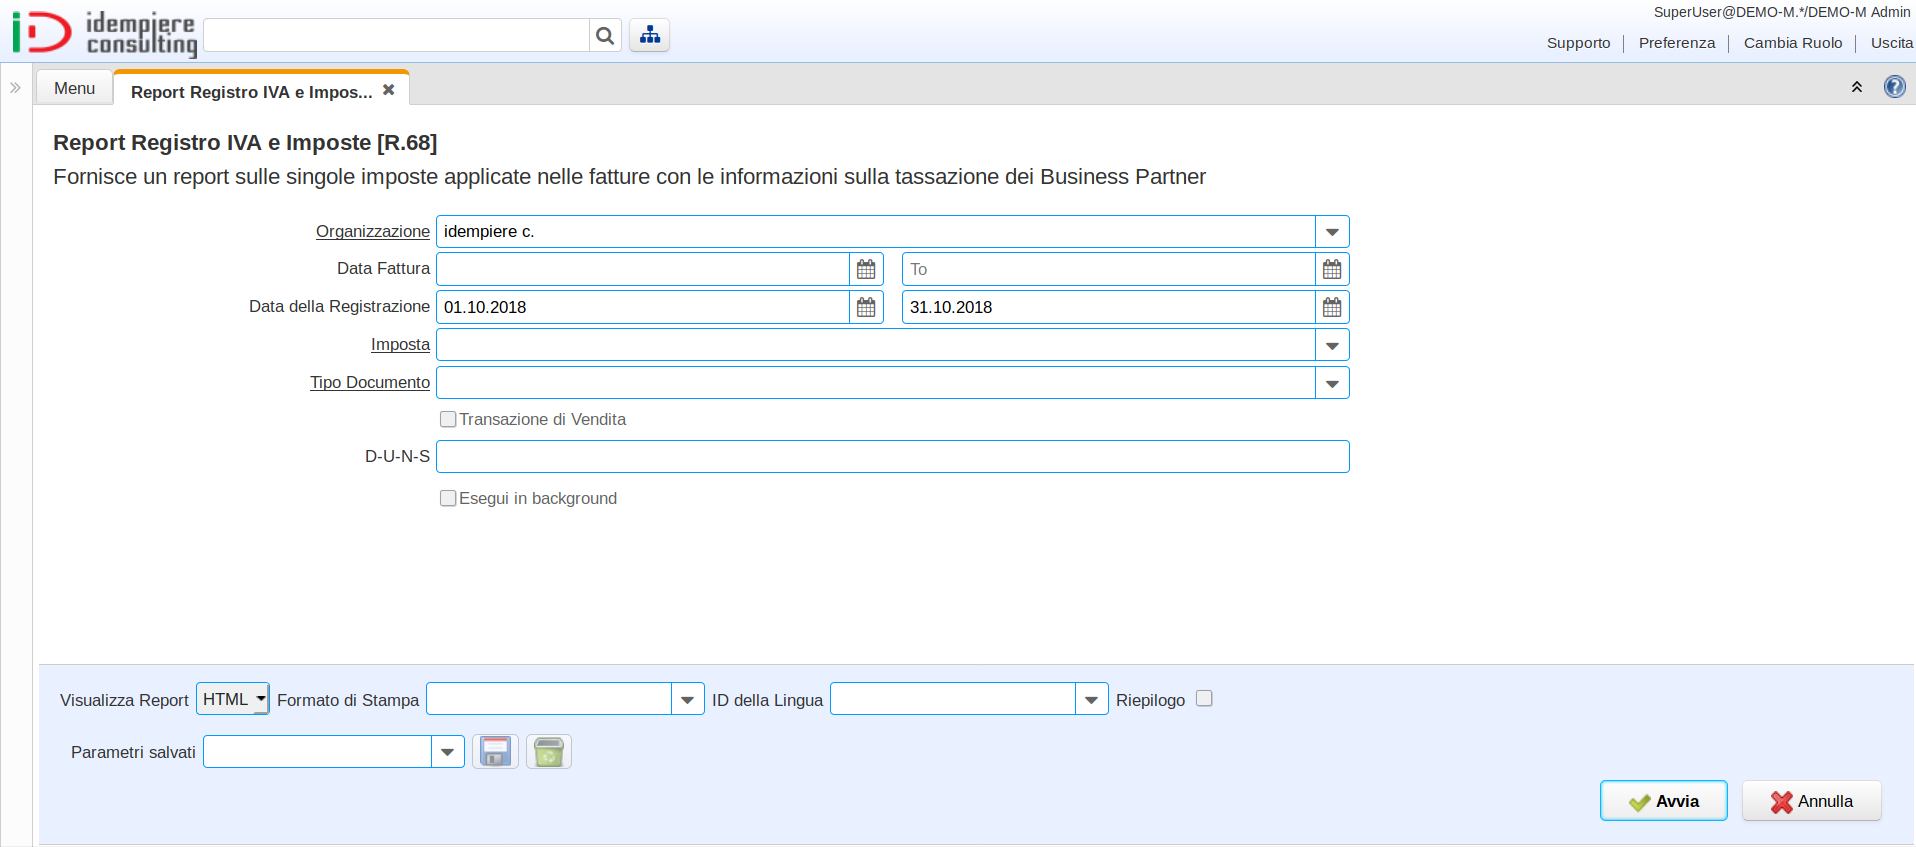 idempiere
consulting
SuperUser@DEMO-M.*/DEMO-M Admin
Supporto Preferenza Cambia Ruolo Uscita
Menu Report Registro IVA e Impos...
Report Registro IVA e Imposte [R.68]
Fornisce un report sulle singole imposte applicate nelle fatture con le informazioni sulla tassazione dei Business Partner
Organizzazione idempiere c.
Data Fattura To
Data della Registrazione 01.10.2018 31.10.2018
Imposta
Tipo Documento
Transazione di Vendita
D-U-N-S
Esegui in background
Visualizza Report HTML Formato di Stampa ID della Lingua Riepilogo
Parametri salvati
Avvia Annulla